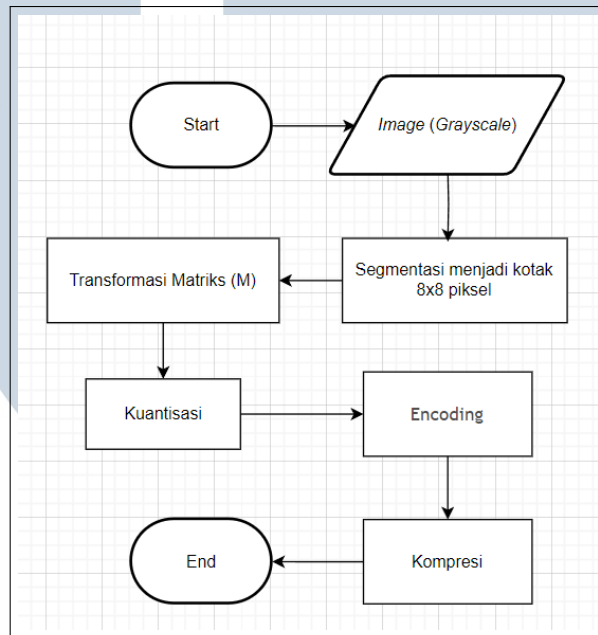 Start
Image (Grayscale)
Segmentasi menjadi kotak
8x8 piksel
Transformasi Matriks (M)
Kuantisasi
Encoding
Kompresi
End